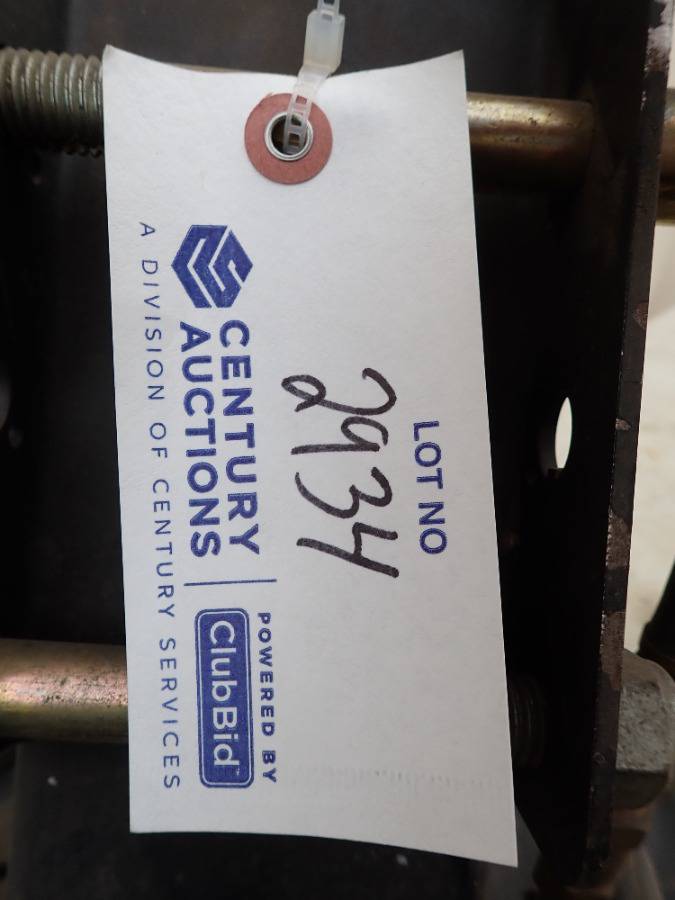 LOT NO
2934
CENTURY
AUCTIONS
POWERED BY
ClubBid
A DIVISION OF CENTURY SERVICES